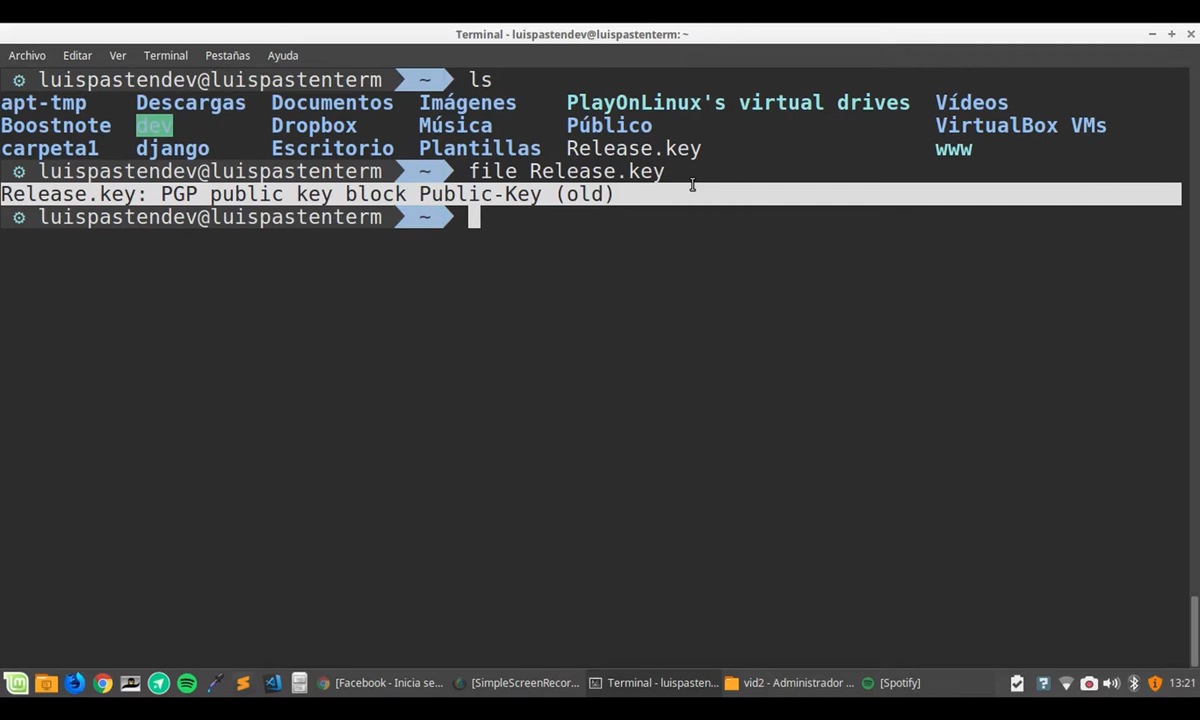 Terminal - luispastendev@luispastenterm: ~
Archivo Editar Ver Terminal Pestañas Ayuda
luispastendev@luispastenterm ~ ls
apt-tmp Descargas Documentos Imágenes PlayOnLinux's virtual drives Vídeos
Boostnote dev Dropbox Música Público VirtualBox VMs
carpeta1 django Escritorio Plantillas Release.key www
luispastendev@luispastenterm ~ file Release.key
Release.key: PGP public key block Public-Key (old)
luispastendev@luispastenterm ~
[Facebook - Inicia se... [SimpleScreenRecor... Terminal - luispasten... vid2 - Administrador ... [Spotify] 13:21